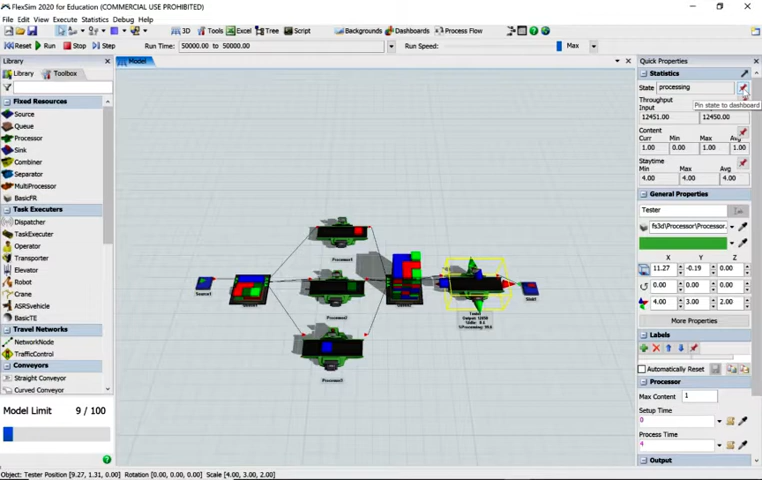 FlexSim 2020 for Education (COMMERCIAL USE PROHIBITED)
File Edit View Build Execute Statistics Debug Help
3D Tools Excel Tree Script Backgrounds Dashboards Process Flow
Reset Run Stop Step Run Time: 50000.00 to 50000.00 Run Speed: Max
Library
Library Toolbox
Fixed Resources
Source
Queue
Processor
Sink
Combiner
Separator
MultiProcessor
BasicFR
Task Executers
Dispatcher
TaskExecuter
Operator
Transporter
Elevator
Robot
Crane
ASRSvehicle
BasicTE
Travel Networks
NetworkNode
TrafficControl
Conveyors
Straight Conveyor
Curved Conveyor
Model Limit 9 / 100
Model
Processor1
Processor2
Processor3
Tester
Quick Properties
Statistics
State processing
Pin state to dashboard
Throughput
Input
12451.00 12450.00
Content
Curr Min Max Avg
1.00 0.00 1.00 1.00
Staytime
Min Max Avg
4.00 4.00 4.00
General Properties
Tester
fs3d\Processor\Processor.
X Y Z
11.27 -0.19 0.00
0.00 0.00 0.00
4.00 3.00 2.00
More Properties
Labels
Automatically Reset
Processor
Max Content 1
Setup Time
0
Process Time
4
Output
Object: Tester Position [9.27, 1.31, 0.00] Rotation [0.00, 0.00, 0.00] Scale [4.00, 3.00, 2.00]